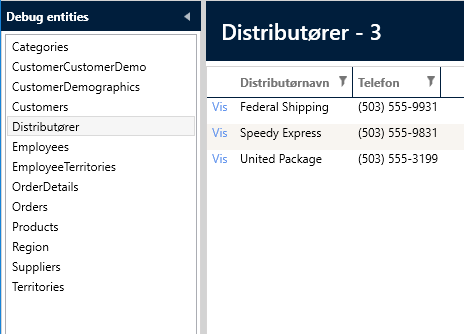 Debug entities
Categories
CustomerCustomerDemo
CustomerDemographics
Customers
Distributører
Employees
EmployeeTerritories
OrderDetails
Orders
Products
Region
Suppliers
Territories
Distributører - 3
Distributørnavn Telefon
Vis Federal Shipping (503) 555-9931
Vis Speedy Express (503) 555-9831
Vis United Package (503) 555-3199